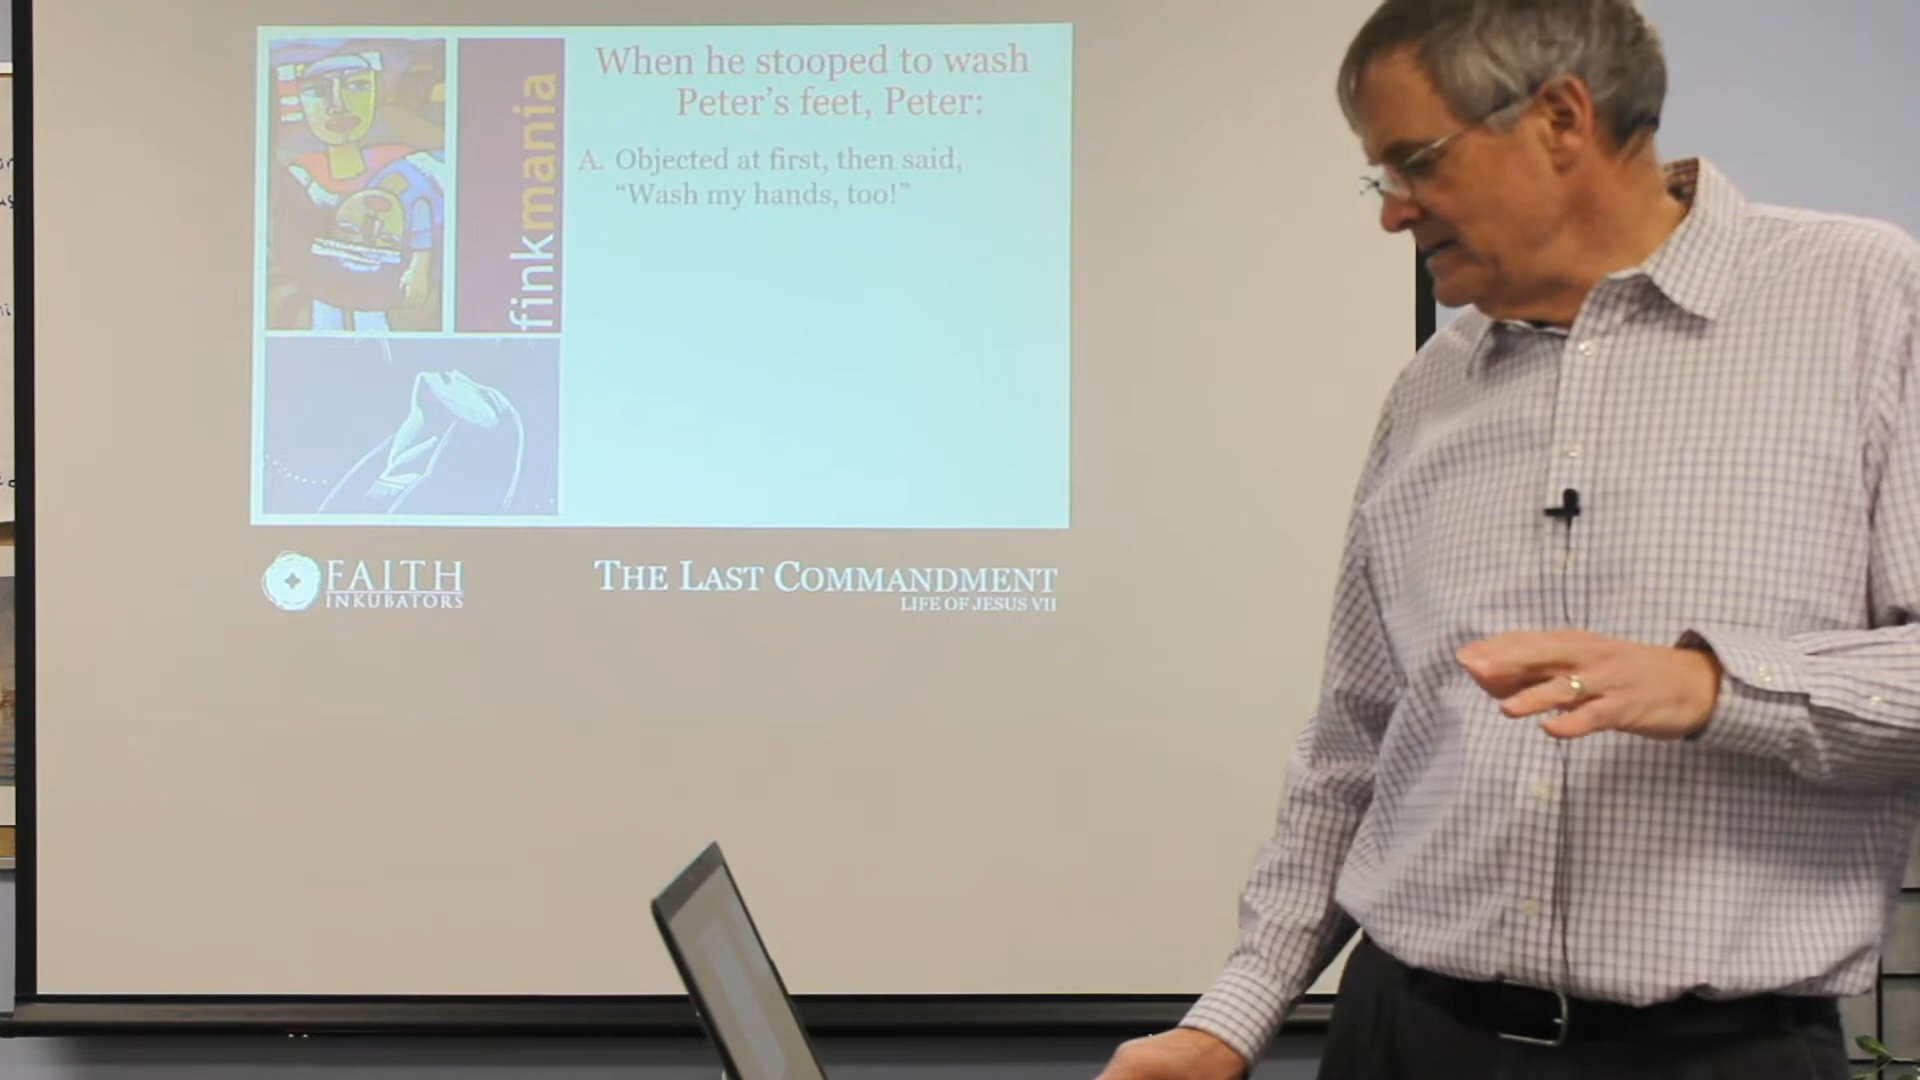 When he stooped to wash
Peter's feet, Peter:
A. Objected at first, then said,
"Wash my hands, too!"
finkmania
FAITH
INKUBATORS
THE LAST COMMANDMENT
LIFE OF JESUS VII